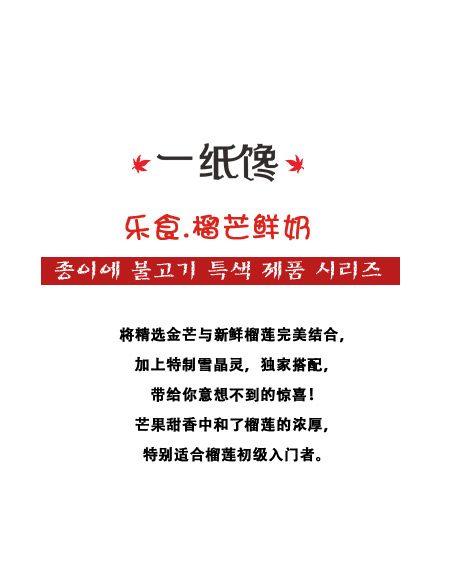 一纸馋
乐食.榴芒鲜奶
종이에 불고기 특색 제품 시리즈
将精选金芒与新鲜榴莲完美结合，
加上特制雪晶灵，独家搭配，
带给你意想不到的惊喜！
芒果甜香中和了榴莲的浓厚，
特别适合榴莲初级入门者。